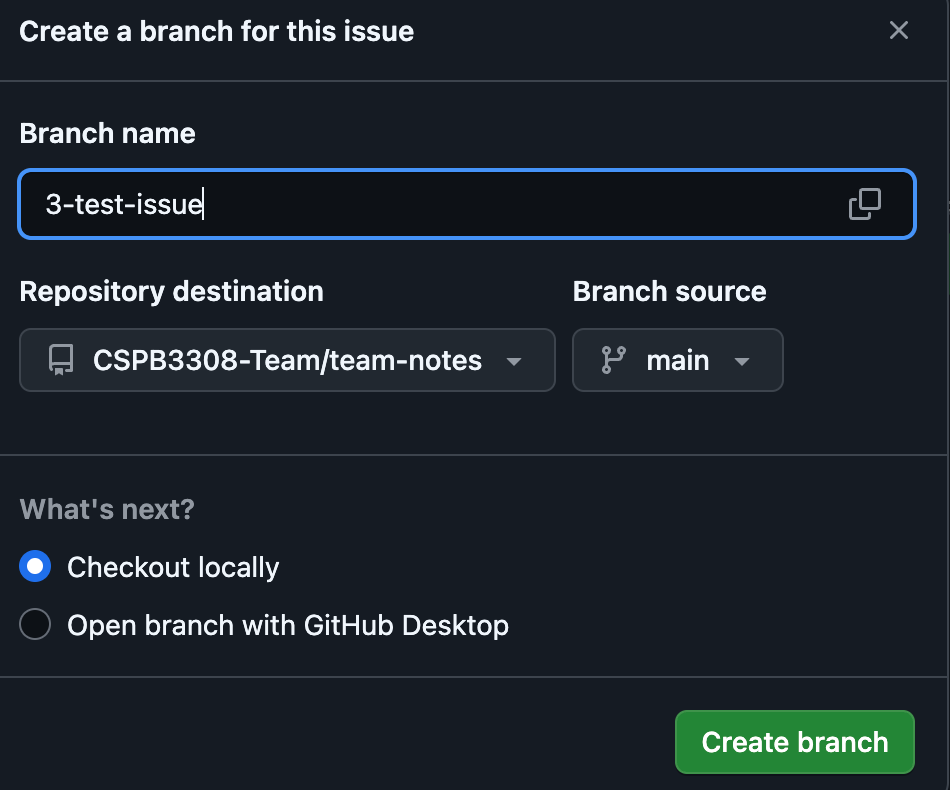 Create a branch for this issue
Branch name
3-test-issue
Repository destination
Branch source
CSPB3308-Team/team-notes
main
What's next?
Checkout locally
Open branch with GitHub Desktop
Create branch